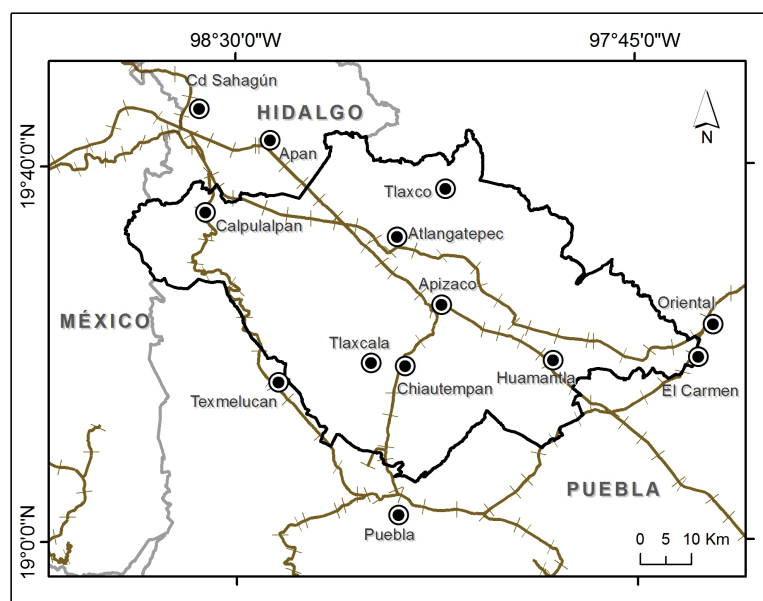 98°30'0"W
97°45'0"W
Cd Sahagún
HIDALGO
N
Apan
19°40'0"N
Tlaxco
Calpulalpan
Atlangatepec
Apizaco
Oriental
MÉXICO
Tlaxcala
Chiautempan
Huamantla
El Carmen
Texmelucan
PUEBLA
Puebla
19°0'0"N
0 5 10 Km